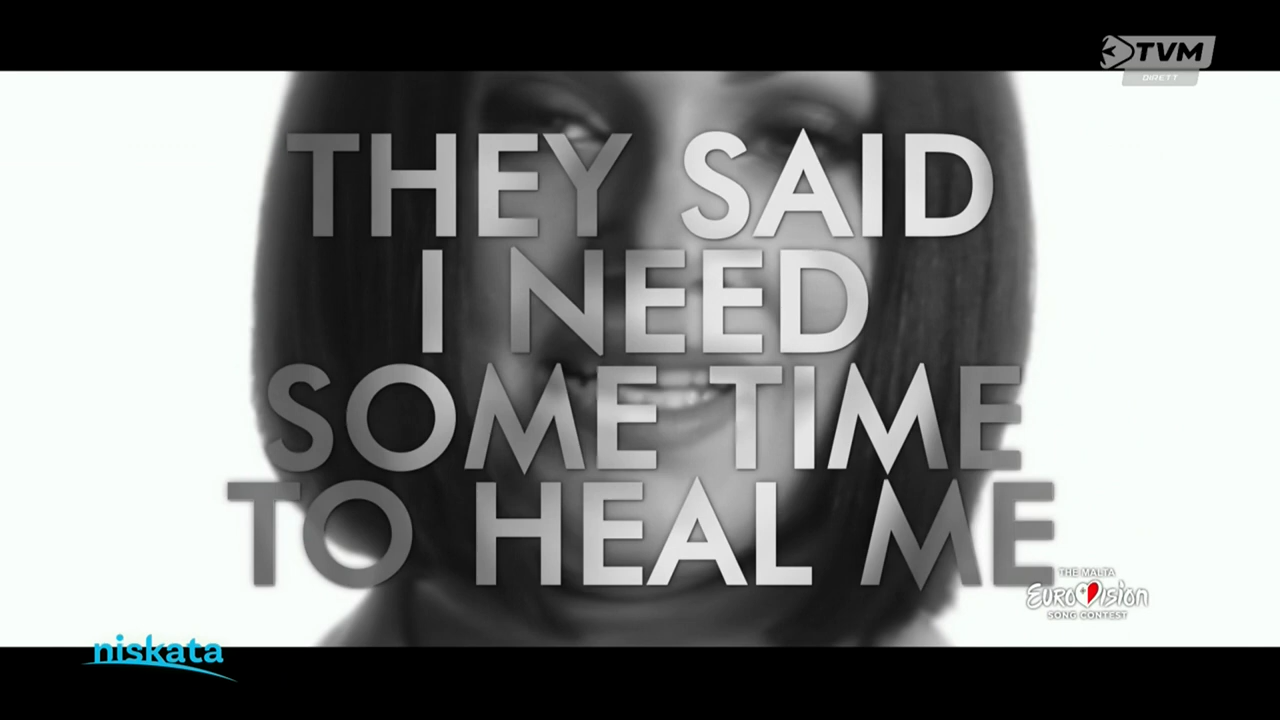 TVM
DIRETT
THEY SAID
I NEED
SOME TIME
TO HEAL ME
THE MALTA
EUROVISION
SONG CONTEST
niskata